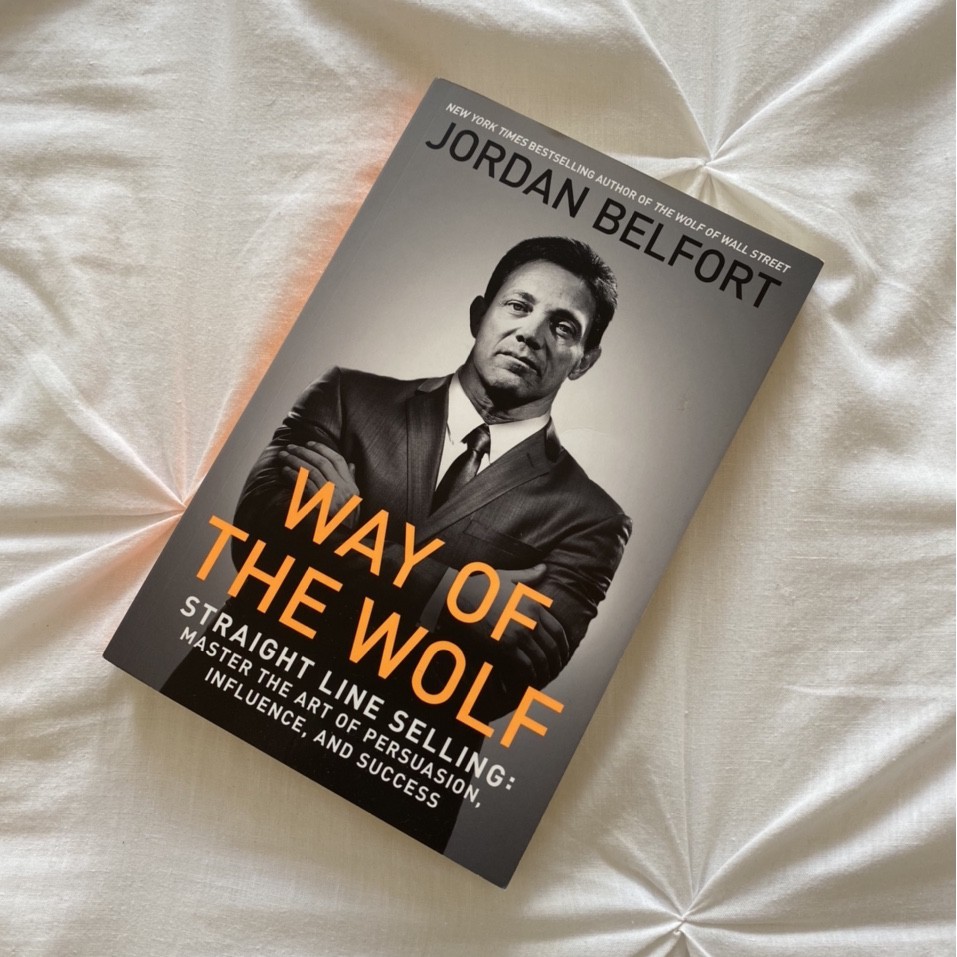 NEW YORK TIMES BESTSELLING AUTHOR OF THE WOLF OF WALL STREET
JORDAN BELFORT
WAY OF
THE WOLF
STRAIGHT LINE SELLING:
MASTER THE ART OF PERSUASION,
INFLUENCE, AND SUCCESS